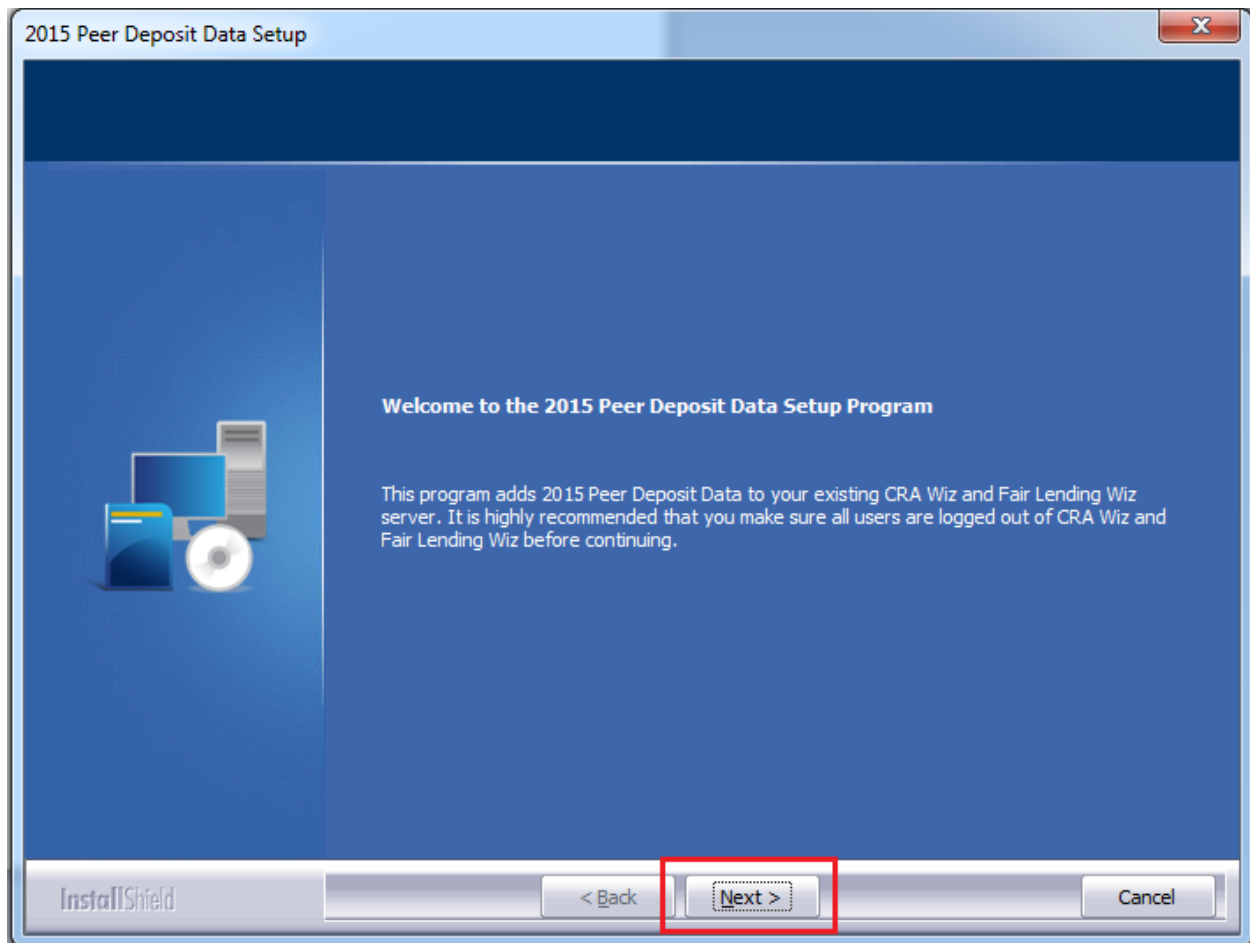 2015 Peer Deposit Data Setup
Welcome to the 2015 Peer Deposit Data Setup Program
This program adds 2015 Peer Deposit Data to your existing CRA Wiz and Fair Lending Wiz
server. It is highly recommended that you make sure all users are logged out of CRA Wiz and
Fair Lending Wiz before continuing.
InstallShield
< Back
Next >
Cancel